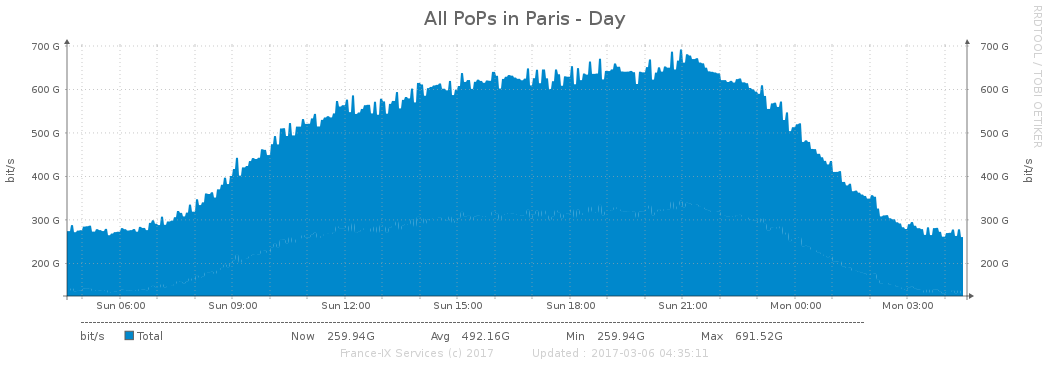 All PoPs in Paris - Day
RRDTOOL / TOBI OETIKER
700 G 700 G
600 G 600 G
500 G 500 G
400 G 400 G
300 G 300 G
200 G 200 G
bit/s bit/s
Sun 06:00 Sun 09:00 Sun 12:00 Sun 15:00 Sun 18:00 Sun 21:00 Mon 00:00 Mon 03:00
bit/s Total Now 259.94G Avg 492.16G Min 259.94G Max 691.52G
France-IX Services (c) 2017 Updated : 2017-03-06 04:35:11